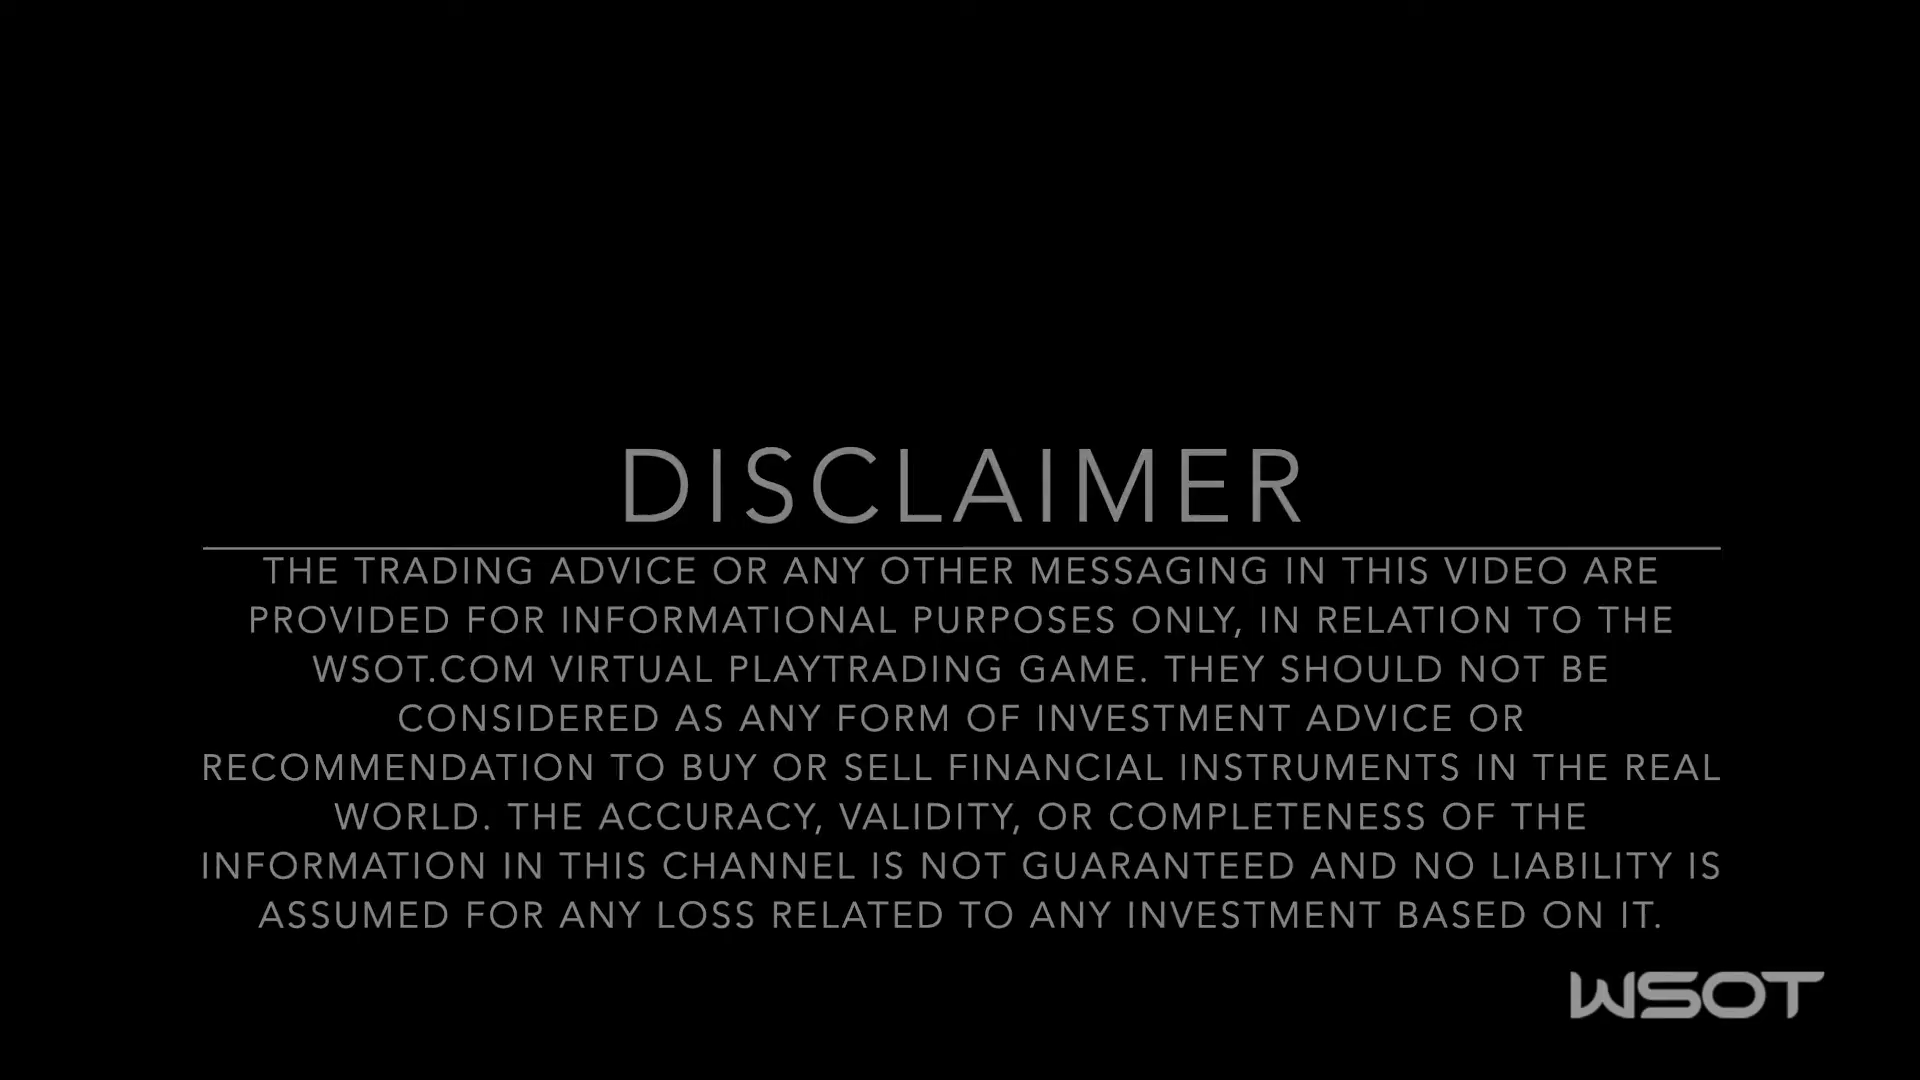 DISCLAIMER
THE TRADING ADVICE OR ANY OTHER MESSAGING IN THIS VIDEO ARE
PROVIDED FOR INFORMATIONAL PURPOSES ONLY, IN RELATION TO THE
WSOT.COM VIRTUAL PLAYTRADING GAME. THEY SHOULD NOT BE
CONSIDERED AS ANY FORM OF INVESTMENT ADVICE OR
RECOMMENDATION TO BUY OR SELL FINANCIAL INSTRUMENTS IN THE REAL
WORLD. THE ACCURACY, VALIDITY, OR COMPLETENESS OF THE
INFORMATION IN THIS CHANNEL IS NOT GUARANTEED AND NO LIABILITY IS
ASSUMED FOR ANY LOSS RELATED TO ANY INVESTMENT BASED ON IT.
WSOT